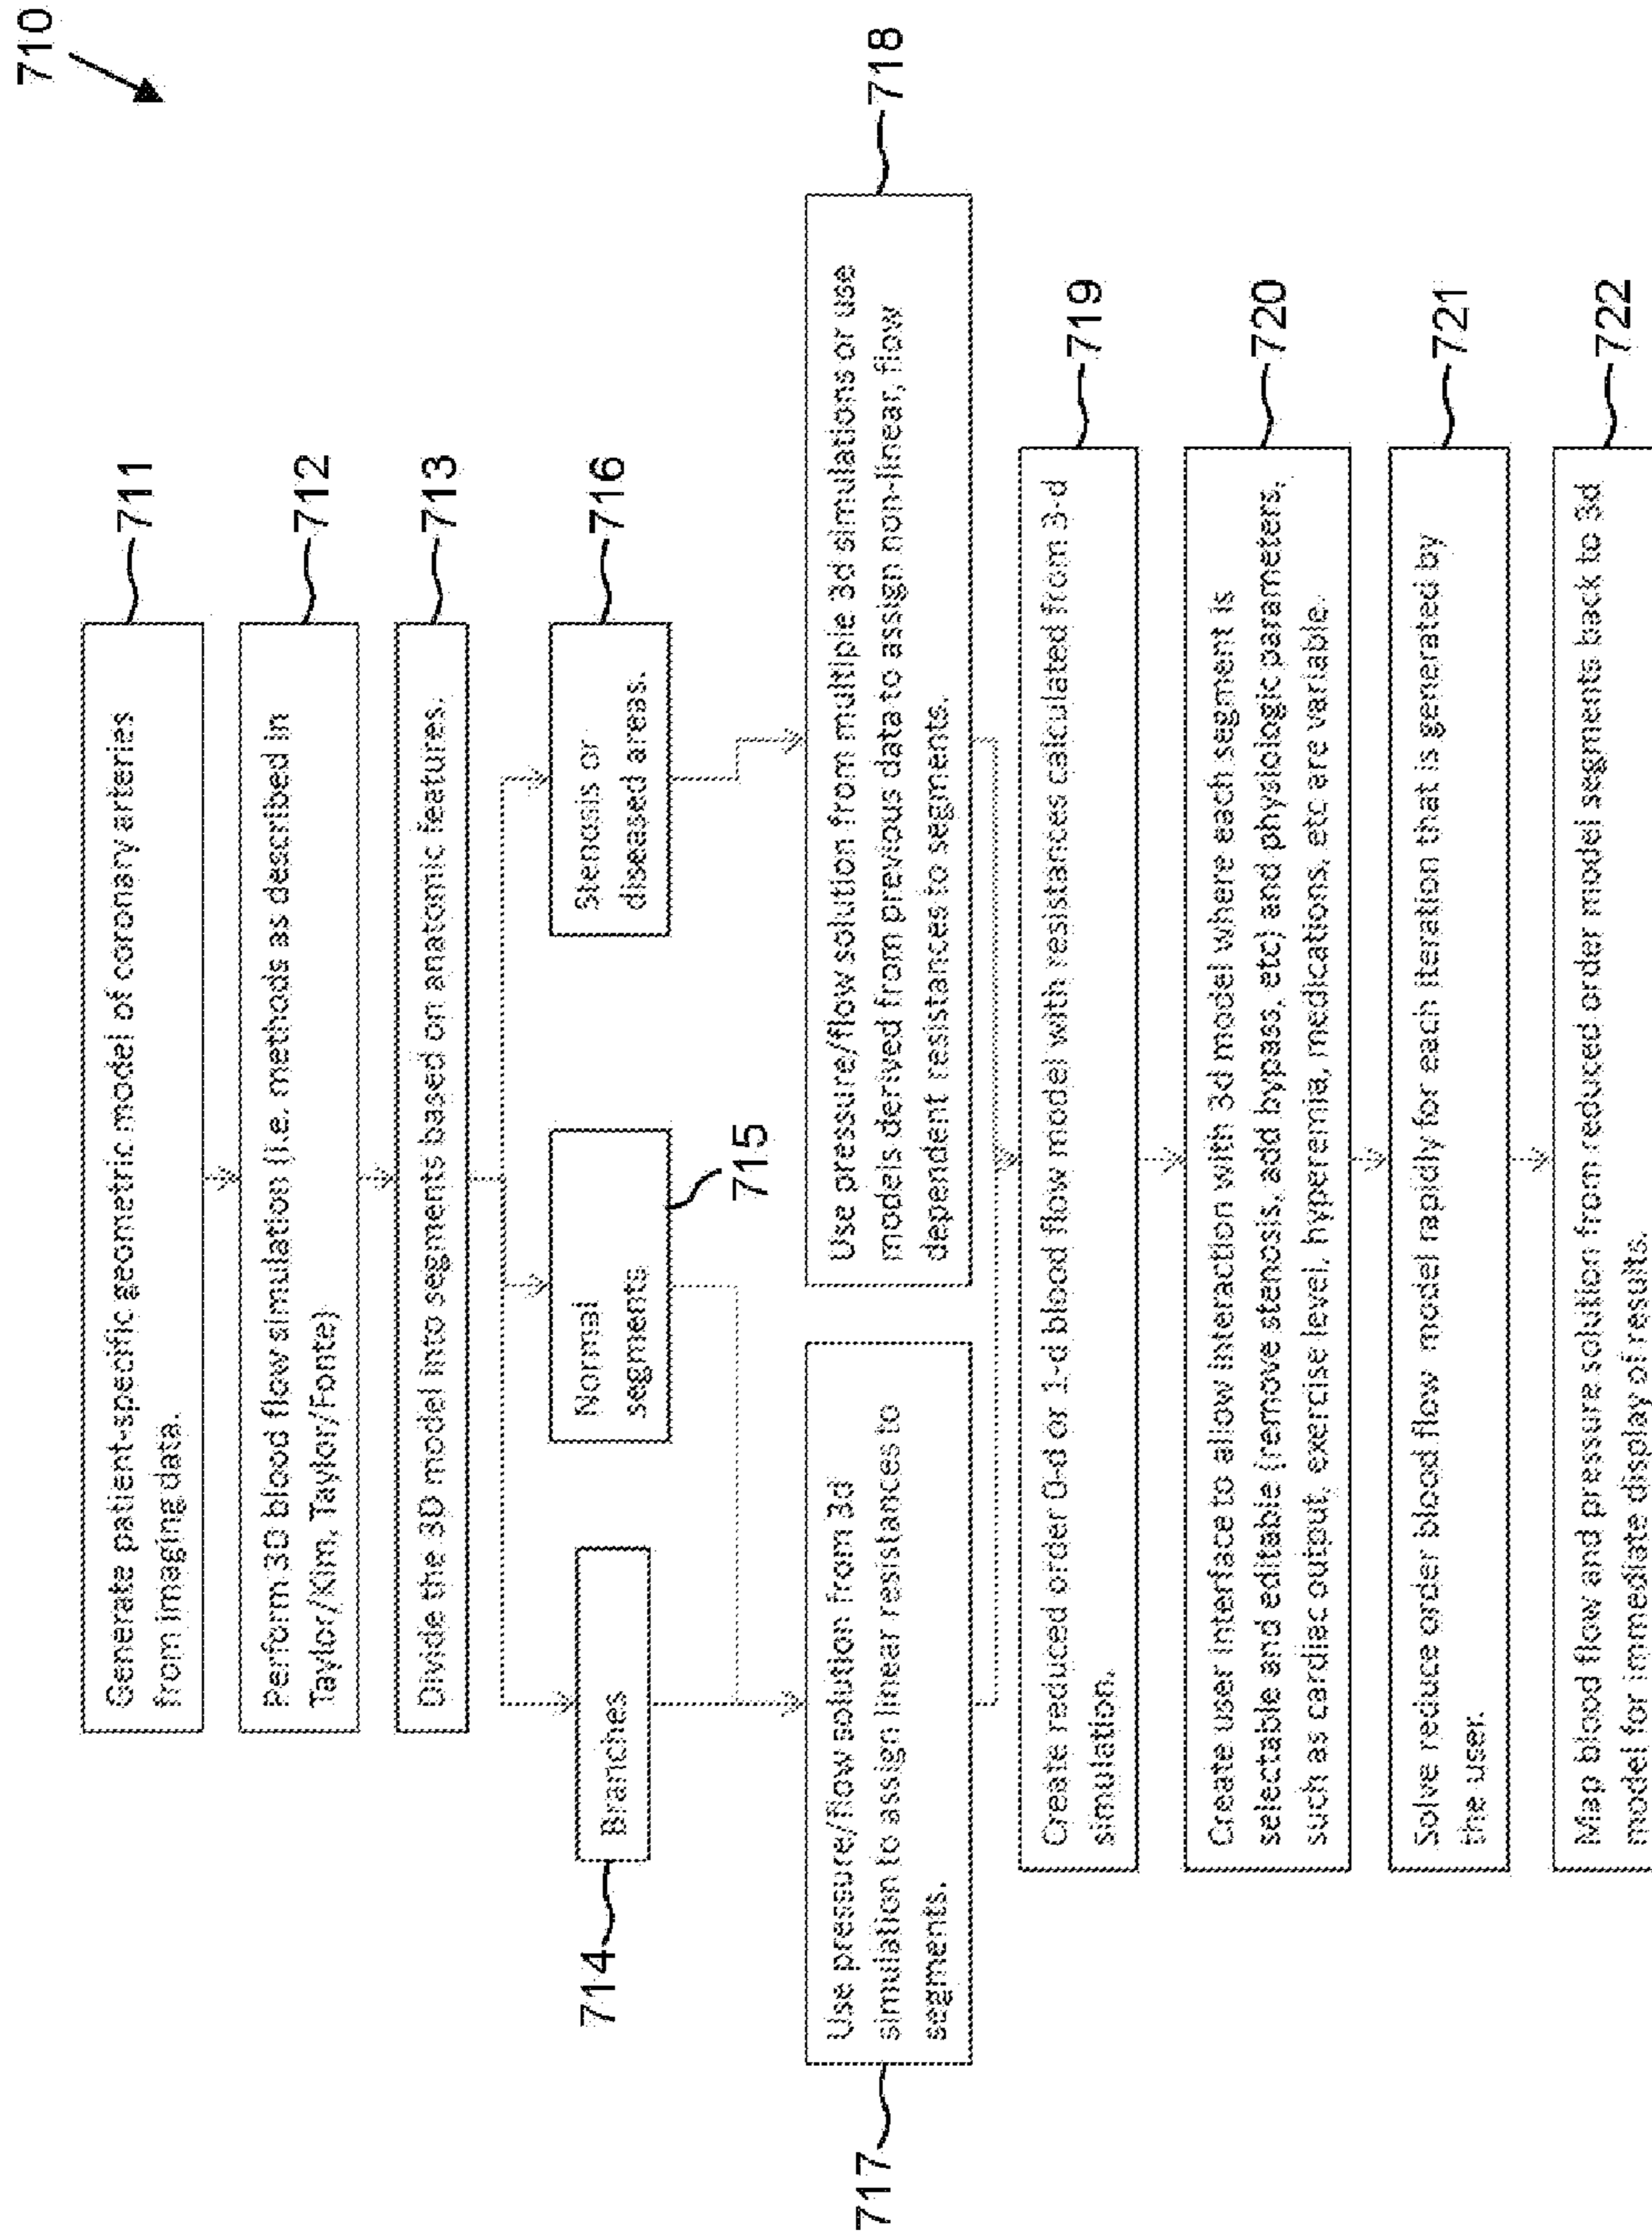 710
Generate patient-specific geometric model of coronary arteries
from imaging data.
711
Perform 3D blood flow simulation (i.e. methods as described in
Taylor/Kim, Taylor/Fonte)
712
Divide the 3D model into segments based on anatomic features.
713
714
Branches
Normal
segments
715
Stenosis or
diseased areas.
716
717
Use pressure/flow solution from 3d
simulation to assign linear resistances to
segments.
Use pressure/flow solution from multiple 3d simulations or use
models derived from previous data to assign non-linear, flow
dependent resistances to segments.
718
Create reduced order 0-d or 1-d blood flow model with resistances calculated from 3-d
simulation.
719
Create user interface to allow interaction with 3d model where each segment is
selectable and editable (remove stenosis, add bypass, etc) and physiologic parameters,
such as cardiac output, exercise level, hyperemia, medications, etc are variable.
720
Solve reduce order blood flow model rapidly for each iteration that is generated by
the user.
721
Map blood flow and pressure solution from reduced order model segments back to 3d
model for immediate display of results.
722